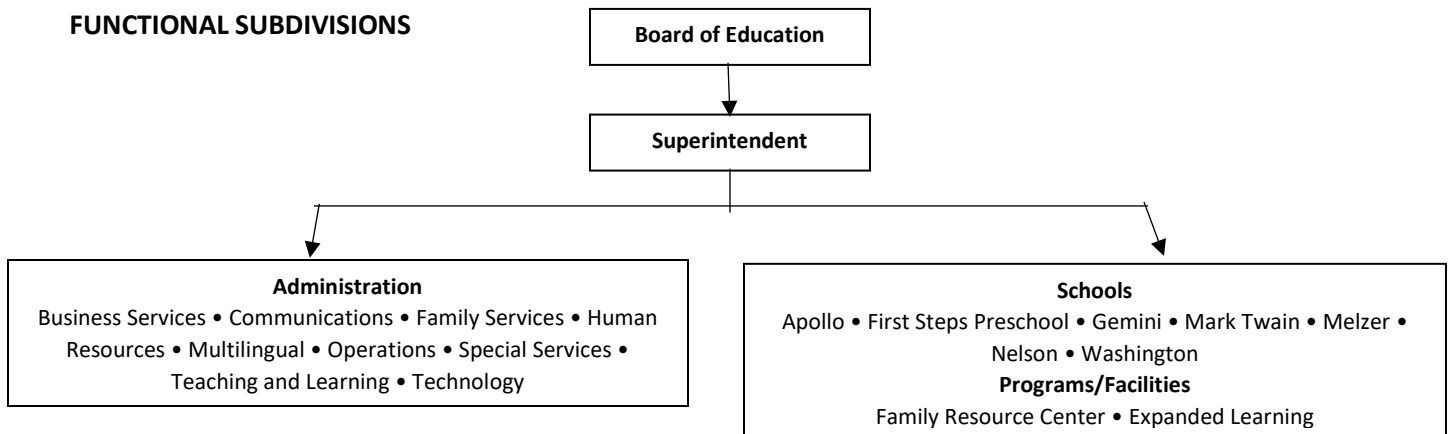 FUNCTIONAL SUBDIVISIONS
Board of Education
Superintendent
Administration
Business Services • Communications • Family Services • Human
Resources • Multilingual • Operations • Special Services •
Teaching and Learning • Technology
Schools
Apollo • First Steps Preschool • Gemini • Mark Twain • Melzer •
Nelson • Washington
Programs/Facilities
Family Resource Center • Expanded Learning